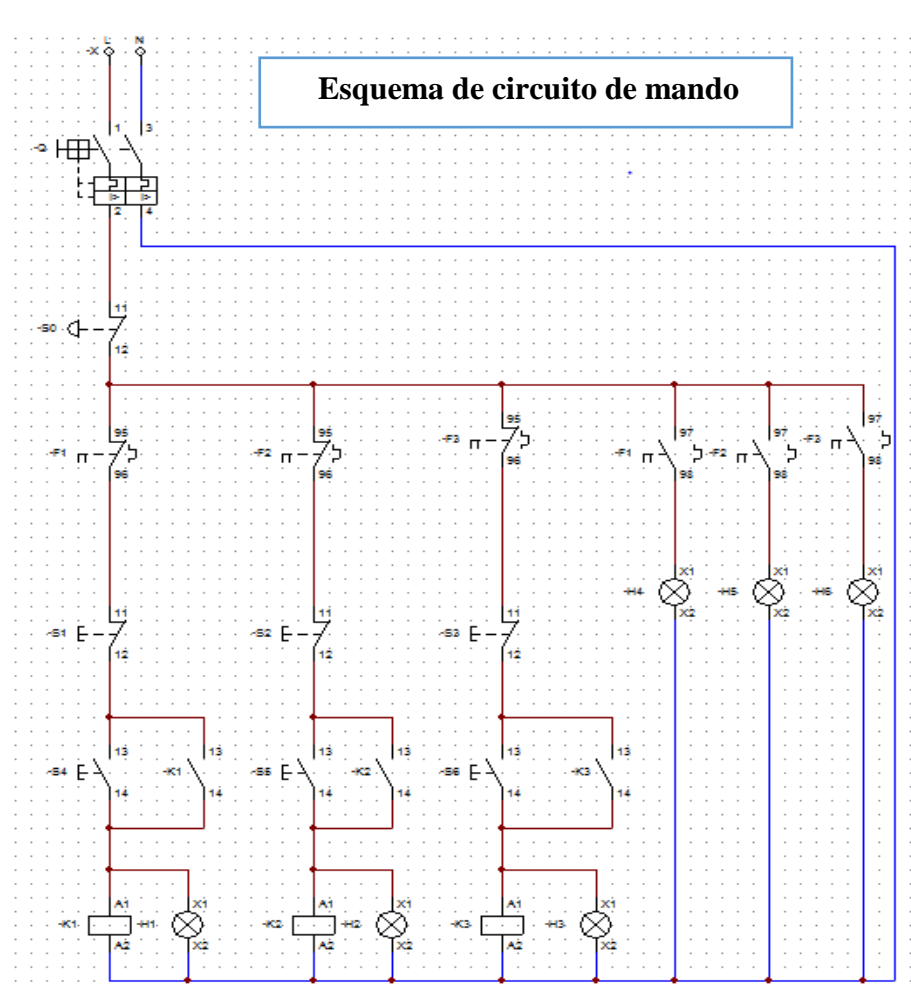 L N
-X
Esquema de circuito de mando
1 3
-Q
I> I>
2 4
11
-S0
12
95 95 95 97 97 97
-F1 -F2 -F3 -F1 -F2 -F3
96 96 96 98 98 98
X1 X1 X1
-H4 -H5 -H6
X2 X2 X2
11 11 11
-S1 -S2 -S3
12 12 12
13 13 13 13 13 13
-S4 -K1 -S5 -K2 -S6 -K3
14 14 14 14 14 14
A1 X1 A1 X1 A1 X1
-K1 -H1 -K2 -H2 -K3 -H3
A2 X2 A2 X2 A2 X2